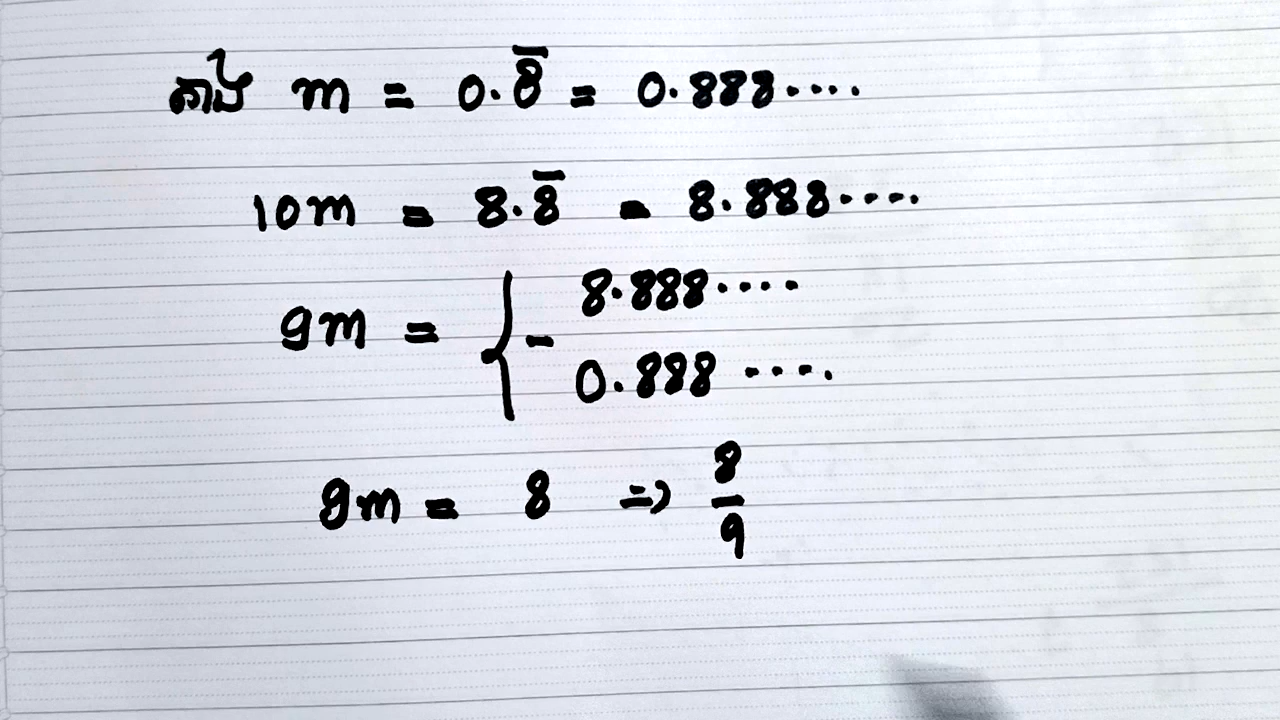 តាង m = 0.8̅ = 0.888....
10m = 8.8̅ = 8.888....
9m = { - 8.888....
0.888 ....
9m = 8 => 8/9